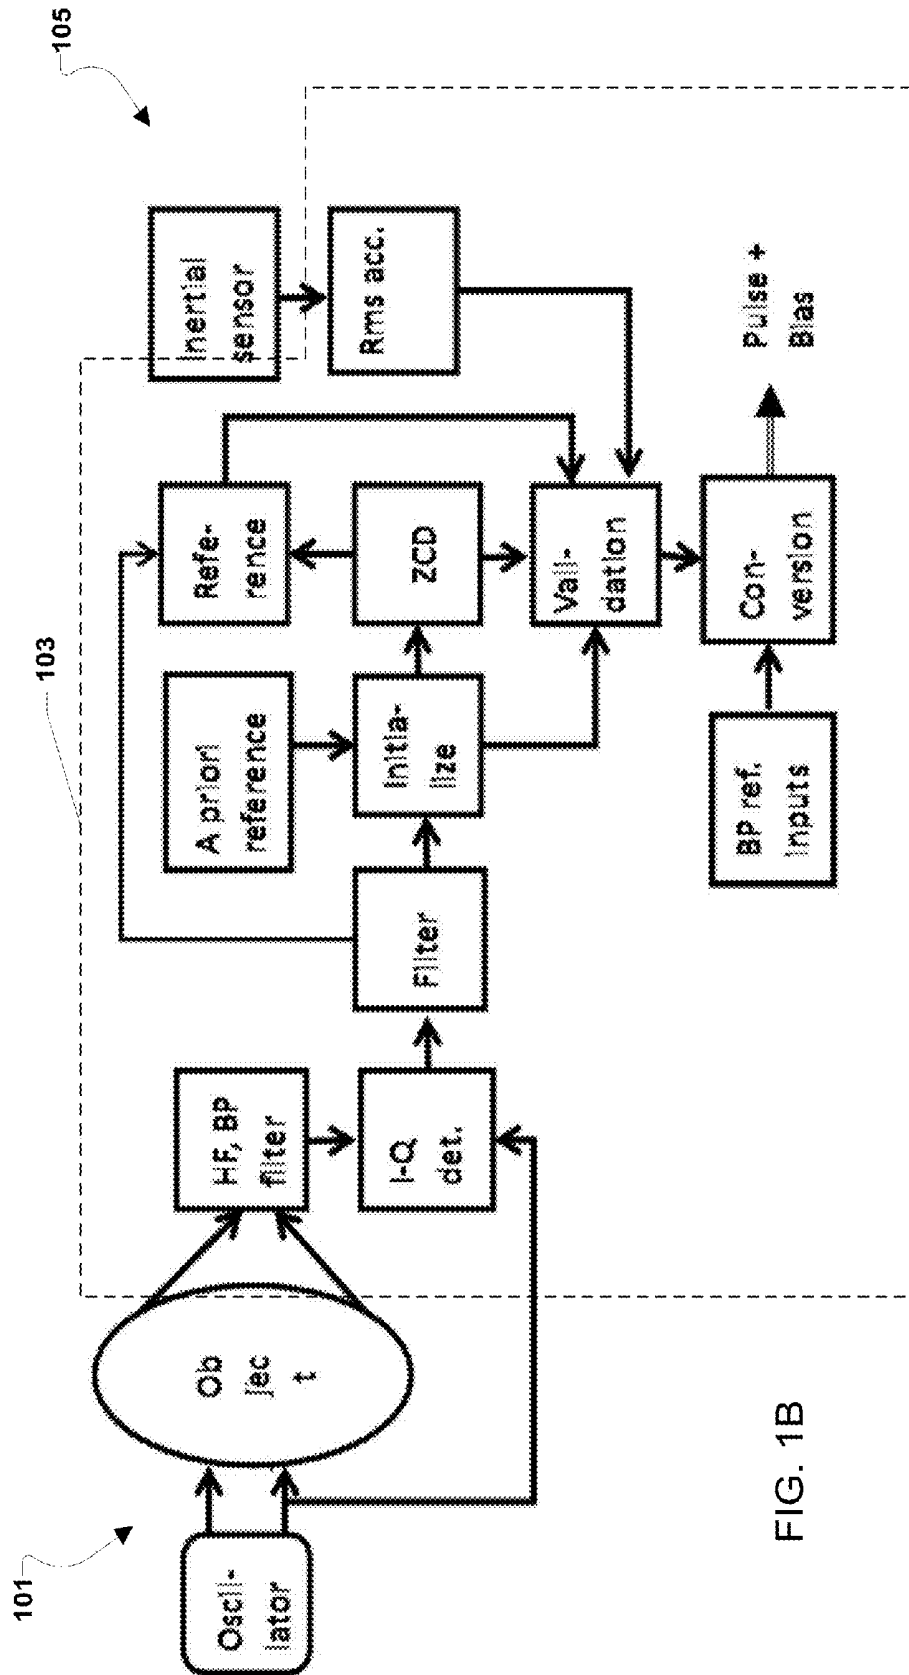 101
103
105
Oscil-
lator
Ob
jec
t
HF, BP
filter
I-Q
det.
Filter
A priori
reference
Initia-
lize
Refe-
rence
ZCD
Vali-
dation
Inertial
sensor
Rms acc.
BP ref.
Inputs
Con-
version
Pulse +
Bias
FIG. 1B